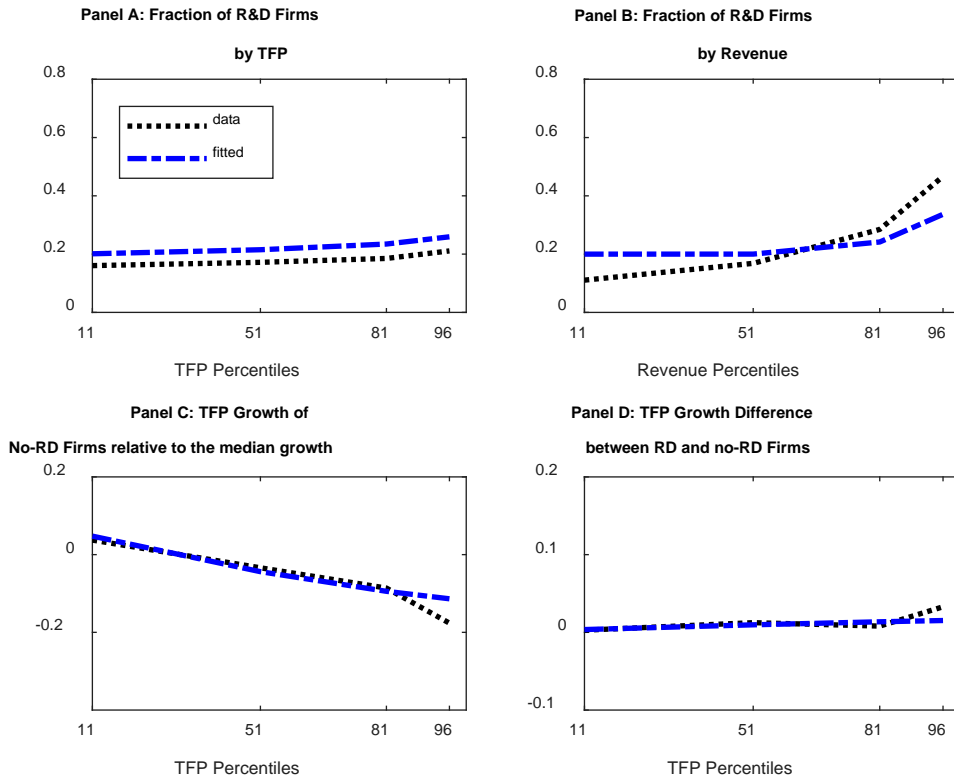 Panel A: Fraction of R&D Firms
by TFP
0.8
0.6
0.4
0.2
0
data
fitted
11
51
81
96
TFP Percentiles
Panel B: Fraction of R&D Firms
by Revenue
0.8
0.6
0.4
0.2
0
11
51
81
96
Revenue Percentiles
Panel C: TFP Growth of
No-RD Firms relative to the median growth
0.2
0
-0.2
11
51
81
96
TFP Percentiles
Panel D: TFP Growth Difference
between RD and no-RD Firms
0.2
0.1
0
-0.1
11
51
81
96
TFP Percentiles